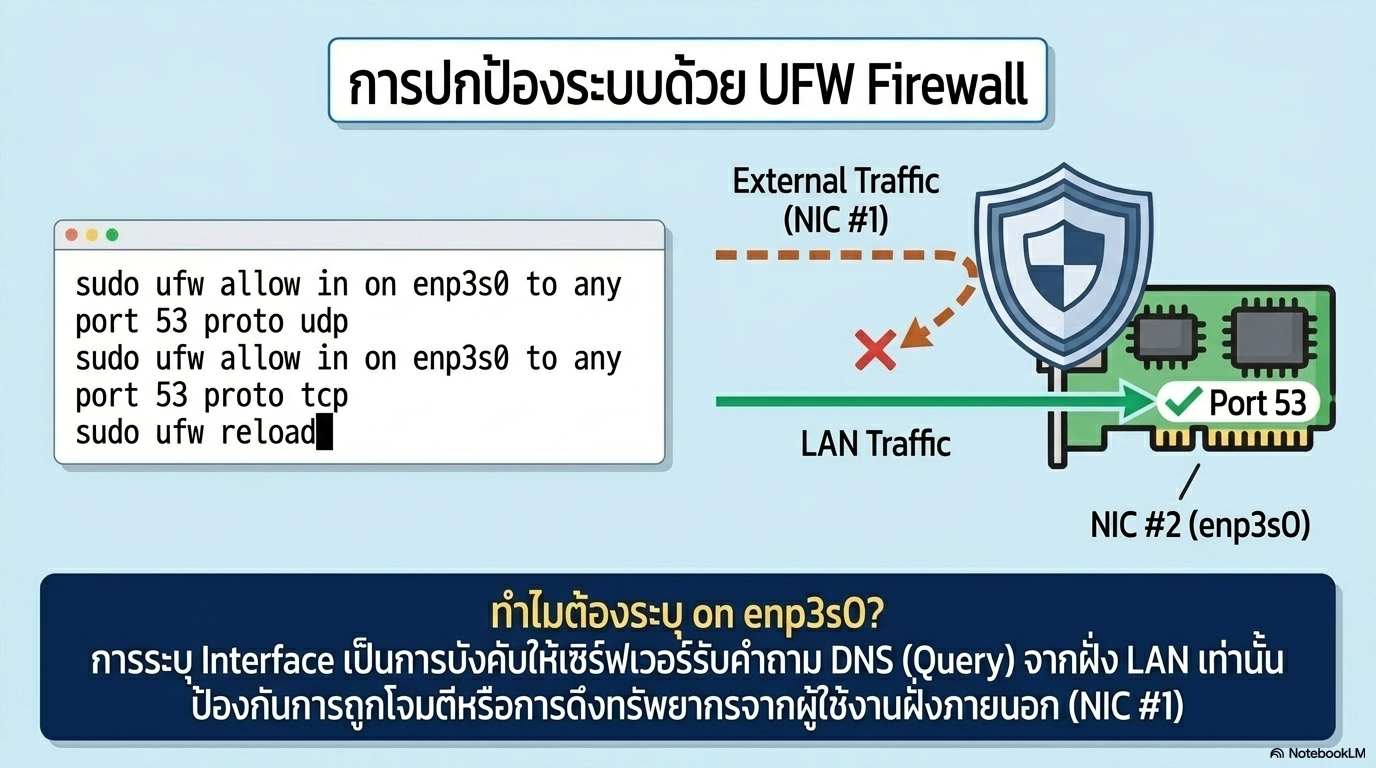 การปกป้องระบบด้วย UFW Firewall
sudo ufw allow in on enp3s0 to any
port 53 proto udp
sudo ufw allow in on enp3s0 to any
port 53 proto tcp
sudo ufw reload
External Traffic
(NIC #1)
Port 53
LAN Traffic
NIC #2 (enp3s0)
ทำไมต้องระบุ on enp3s0?
การระบุ Interface เป็นการบังคับให้เซิร์ฟเวอร์รับคำถาม DNS (Query) จากฝั่ง LAN เท่านั้น
ป้องกันการถูกโจมตีหรือการดึงทรัพยากรจากผู้ใช้งานฝั่งภายนอก (NIC #1)
NotebookLM